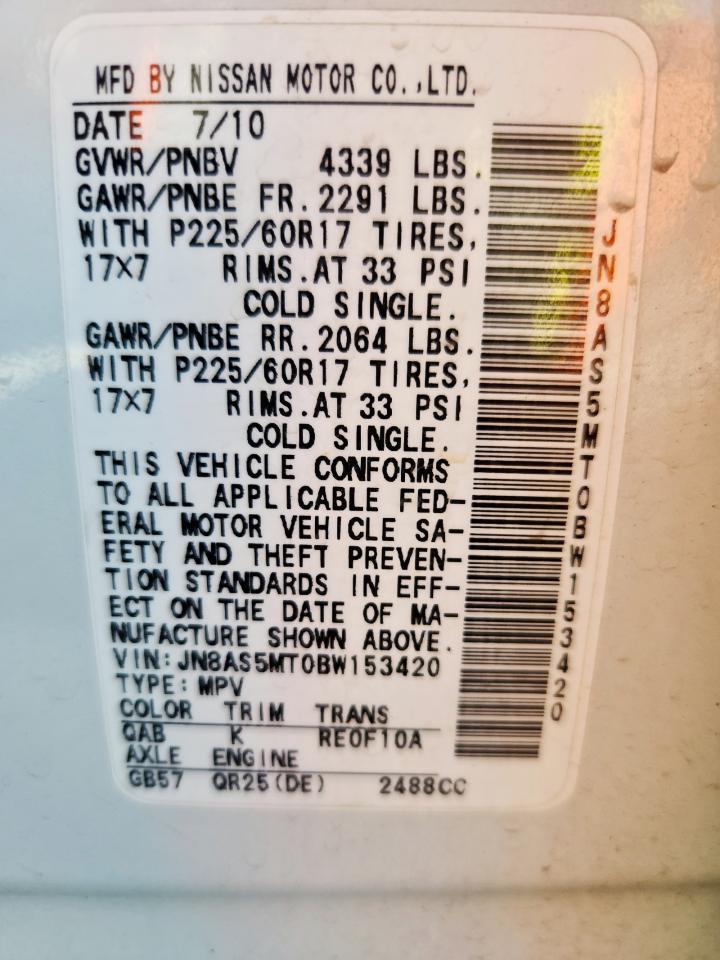 MFD BY NISSAN MOTOR CO.,LTD.
DATE 7/10
GVWR/PNBV 4339 LBS.
GAWR/PNBE FR.2291 LBS.
WITH P225/60R17 TIRES,
17X7 RIMS.AT 33 PSI
COLD SINGLE.
GAWR/PNBE RR.2064 LBS.
WITH P225/60R17 TIRES,
17X7 RIMS.AT 33 PSI
COLD SINGLE.
THIS VEHICLE CONFORMS
TO ALL APPLICABLE FED-
ERAL MOTOR VEHICLE SA-
FETY AND THEFT PREVEN-
TION STANDARDS IN EFF-
ECT ON THE DATE OF MA-
NUFACTURE SHOWN ABOVE.
VIN:JN8AS5MT0BW153420
TYPE:MPV
COLOR TRIM TRANS
QAB K RE0F10A
AXLE ENGINE
GB57 QR25(DE) 2488CC
JN8AS5MT0BW153420